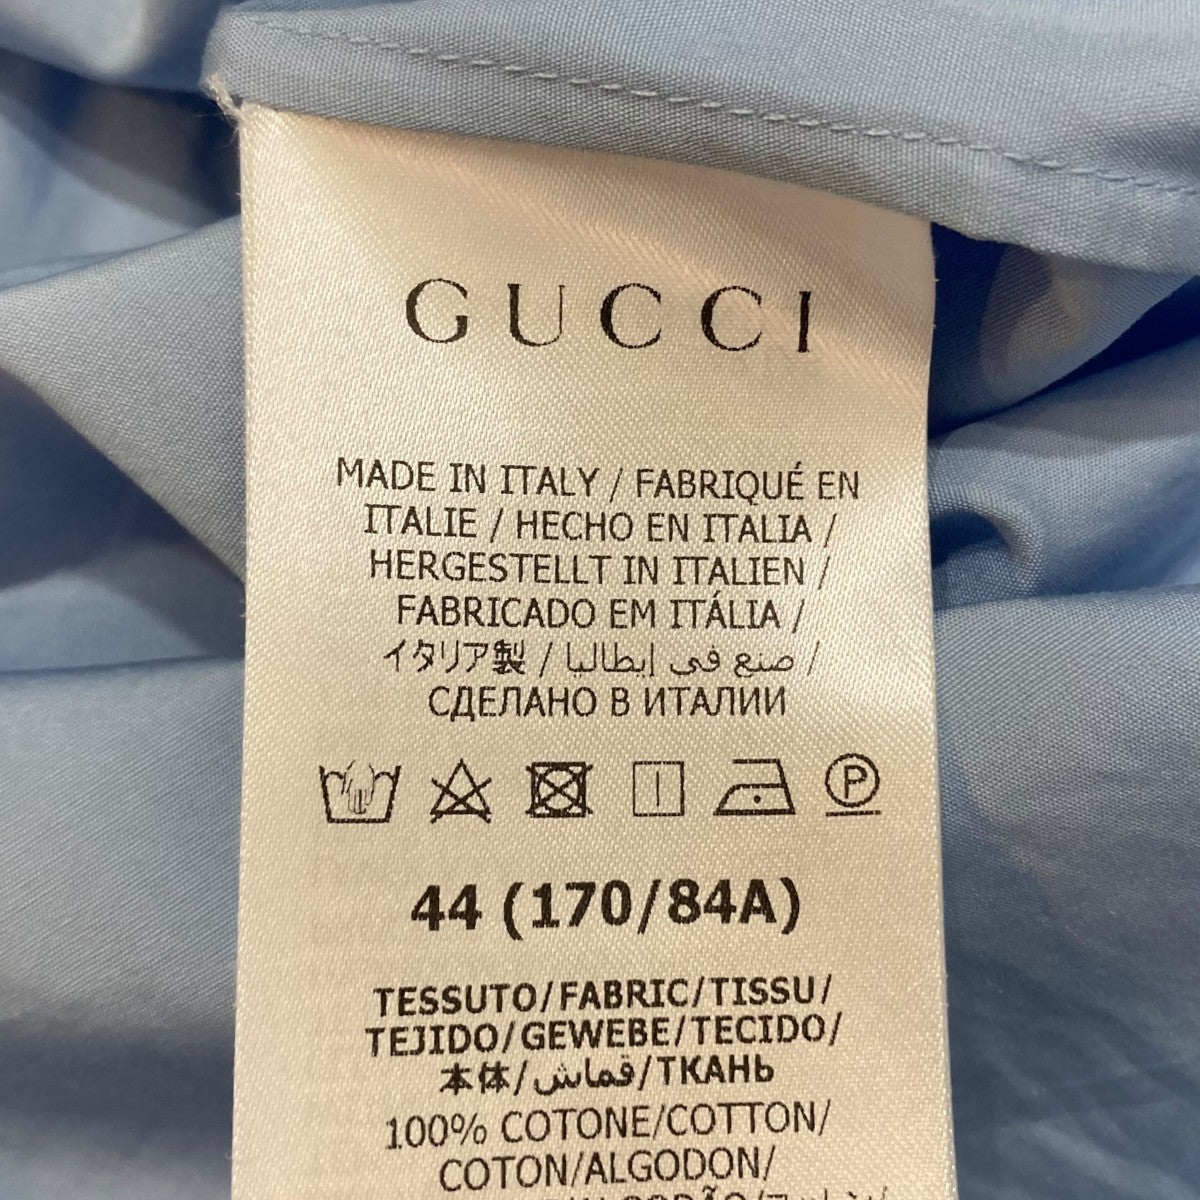 GUCCI
MADE IN ITALY / FABRIQUÉ EN
ITALIE / HECHO EN ITALIA /
HERGESTELLT IN ITALIEN /
FABRICADO EM ITÁLIA /
イタリア製 / صنع في إيطاليا /
СДЕЛАНО В ИТАЛИИ
P
44 (170/84A)
TESSUTO/FABRIC/TISSU/
TEJIDO/GEWEBE/TECIDO/
本体/قماش/ТКАНЬ
100% COTONE/COTTON/
COTON/ALGODON/